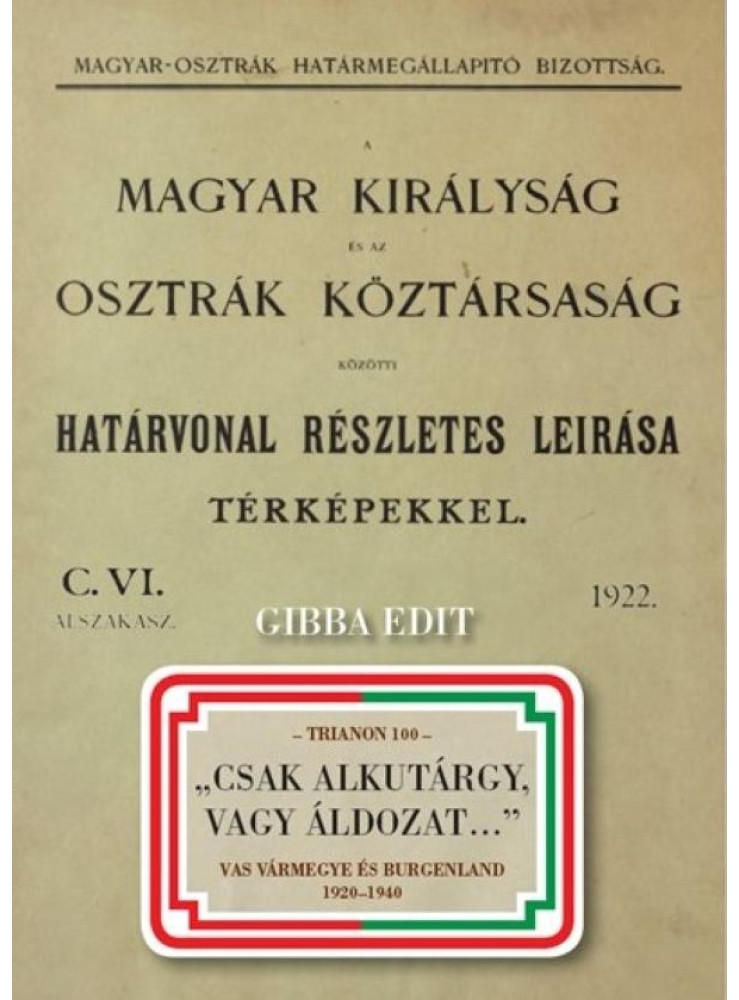 MAGYAR-OSZTRÁK HATÁRMEGÁLLAPITÓ BIZOTTSÁG.
A
MAGYAR KIRÁLYSÁG
ÉS AZ
OSZTRÁK KÖZTÁRSASÁG
KÖZÖTTI
HATÁRVONAL RÉSZLETES LEIRÁSA
TÉRKÉPEKKEL.
C. VI.
ALSZAKASZ.
1922.
GIBBA EDIT
– TRIANON 100 –
„CSAK ALKUTÁRGY,
VAGY ÁLDOZAT...”
VAS VÁRMEGYE ÉS BURGENLAND
1920–1940